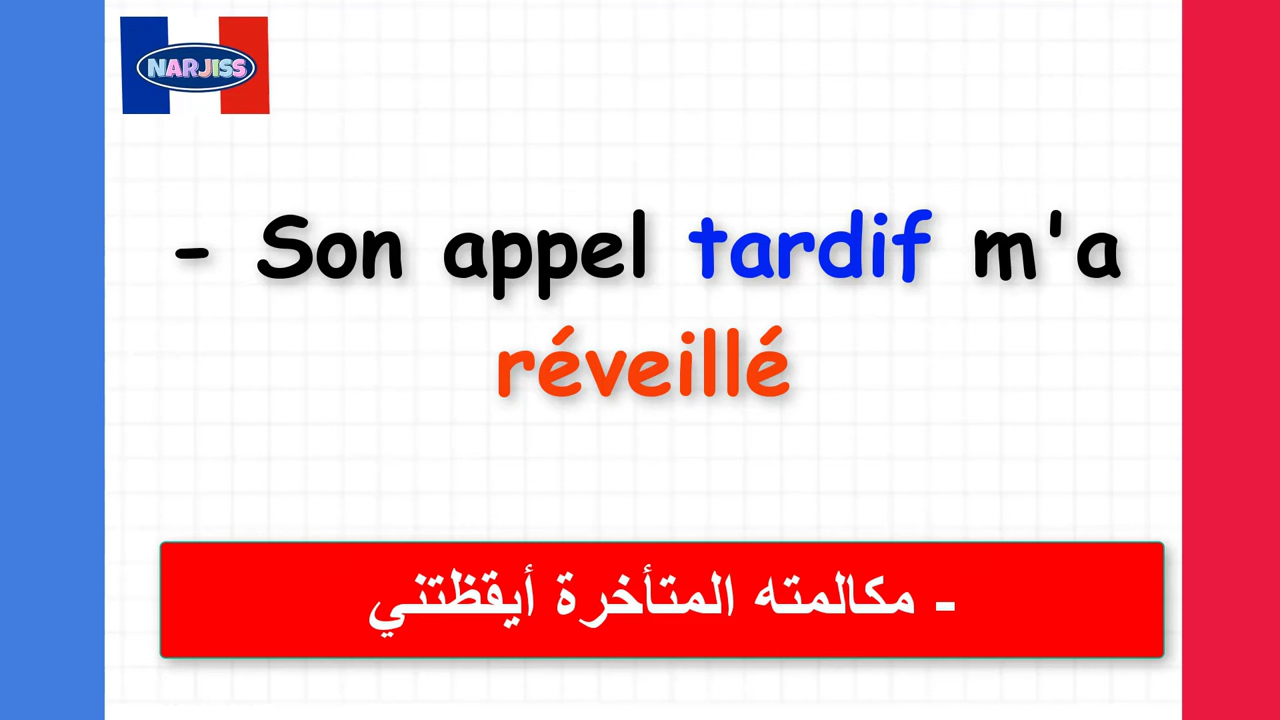 NARJISS
- Son appel tardif m'a
réveillé
- مكالمته المتأخرة أيقظتني